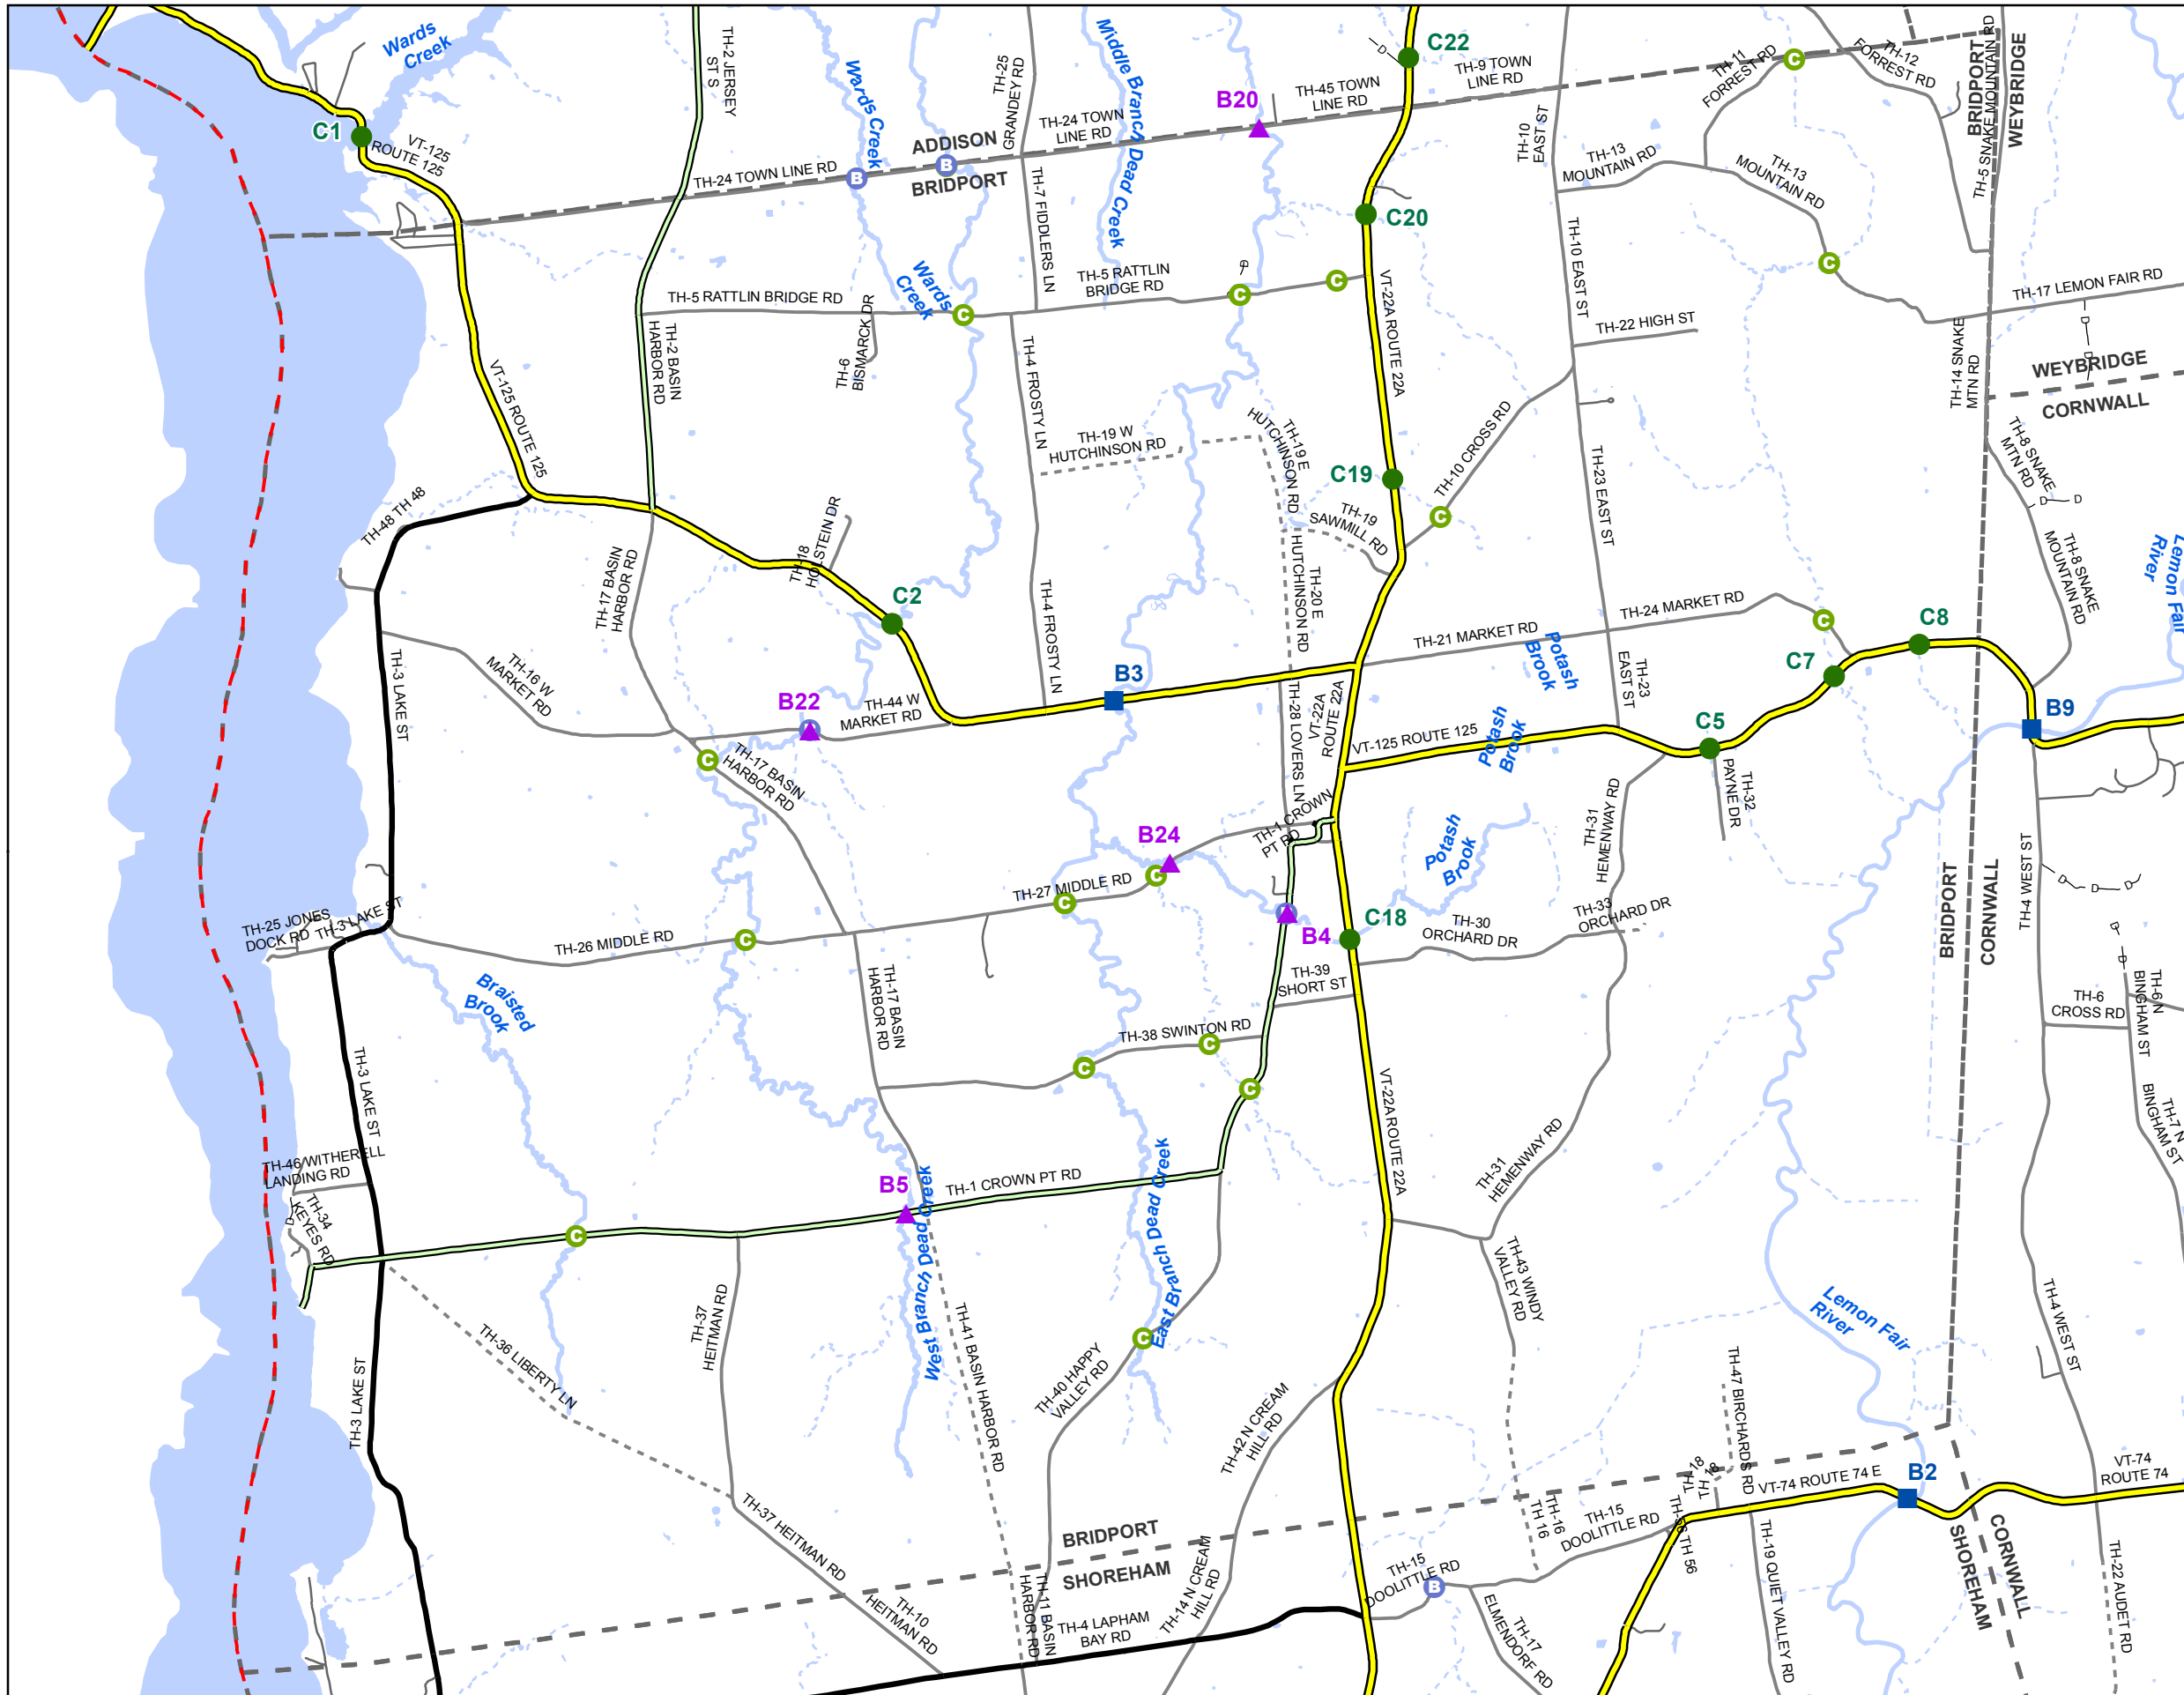 Wards
Creek
TH-2 JERSEY
ST S
Wards Creek
TH-25
GRANDEY RD
Middle Branch Dead Creek
C22
TH-9 TOWN
LINE RD
TH-45 TOWN
LINE RD
D
B20
TH-11
FORREST RD
C
TH-12
FORREST RD
BRIDPORT
WEYBRIDGE
TH-5 SNAKE MOUNTAIN RD
C1
VT-125
ROUTE 125
ADDISON
BRIDPORT
B
B
TH-24 TOWN
LINE RD
TH-24 TOWN LINE RD
TH-10
EAST ST
TH-13
MOUNTAIN RD
TH-13
MOUNTAIN RD
TH-7 FIDDLERS LN
C20
TH-10 EAST ST
C
Wards
Creek
TH-5 RATTLIN BRIDGE RD
TH-5 RATTLIN
BRIDGE RD
C
C
C
VT-22A ROUTE 22A
TH-17 LEMON FAIR RD
D
D
TH-22 HIGH ST
TH-14 SNAKE
MTN RD
WEYBRIDGE
CORNWALL
TH-2 BASIN
HARBOR RD
TH-6
BISMARCK DR
TH-4 FROSTY LN
VT-125 ROUTE 125
TH-19 W
HUTCHINSON RD
TH-19 E
HUTCHINSON RD
C19
TH-10 CROSS RD
C
TH-23 EAST ST
TH-8 SNAKE
MTN RD
D
D
TH-48 TH 48
TH-18
HOLSTEIN DR
TH-19
SAWMILL RD
TH-8 SNAKE
MOUNTAIN RD
Lemon Fair
River
TH-17 BASIN
HARBOR RD
C2
TH-4 FROSTY LN
TH-20 E
HUTCHINSON RD
TH-21 MARKET RD
TH-24 MARKET RD
C
C8
Potash
Brook
C7
TH-3 LAKE ST
TH-16 W
MARKET RD
B22
TH-44 W
MARKET RD
B3
TH-28 LOVERS LN
VT-22A
ROUTE 22A
TH-23
EAST ST
VT-125 ROUTE 125
Potash
Brook
C5
B9
C
TH-17 BASIN
HARBOR RD
TH-32
PAYNE DR
TH-31
HEMENWAY RD
B24
C
TH-1 CROWN
PT RD
Potash
Brook
BRIDPORT
CORNWALL
TH-4 WEST ST
D
D
D
TH-27 MIDDLE RD
C
TH-25 JONES
DOCK RD
TH-3 LAKE ST
TH-26 MIDDLE RD
C
B4
C18
TH-30
ORCHARD DR
TH-33
ORCHARD DR
D
D
Braisted
Brook
TH-17 BASIN
HARBOR RD
TH-39
SHORT ST
TH-6
CROSS RD
TH-6 N
BINGHAM ST
TH-38 SWINTON RD
C
C
C
TH-3 LAKE ST
VT-22A ROUTE 22A
TH-7 N
BINGHAM ST
TH-31
HEMENWAY RD
TH-46 WITHERELL
LANDING RD
TH-34
KEYES RD
D
B5
TH-1 CROWN PT RD
C
West Branch Dead Creek
East Branch Dead Creek
TH-43 WINDY
VALLEY RD
Lemon Fair
River
TH-4 WEST ST
TH-37
HEITMAN RD
TH-36 LIBERTY LN
TH-3 LAKE ST
TH-41 BASIN HARBOR RD
C
TH-40 HAPPY
VALLEY RD
TH-42 N CREAM
HILL RD
TH-47 BIRCHARDS RD
TH-18
TH 18
VT-74 ROUTE 74 E
B2
VT-74
ROUTE 74
TH-37 HEITMAN RD
BRIDPORT
SHOREHAM
TH-16
TH 16
TH-15
DOOLITTLE RD
TH-56 TH 56
TH-15
DOOLITTLE RD
B
SHOREHAM
CORNWALL
TH-22 AUDET RD
TH-19 QUIET VALLEY RD
TH-17
ELMENDORF RD
TH-10
HEITMAN RD
TH-11 BASIN
HARBOR RD
TH-4 LAPHAM
BAY RD
TH-14 N CREAM
HILL RD